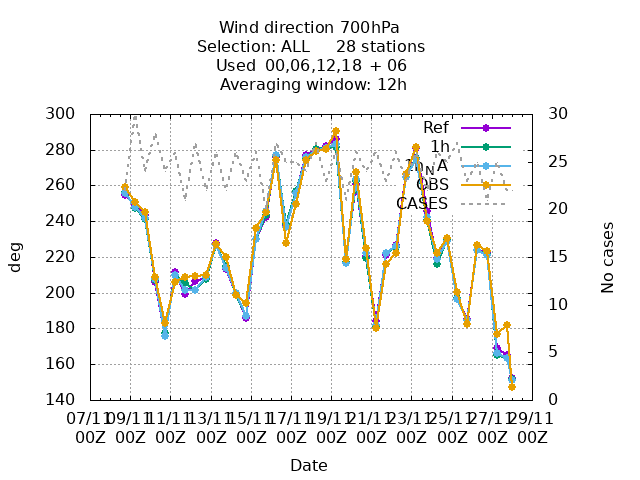 Wind direction 700hPa
Selection: ALL 28 stations
Used 00,06,12,18 + 06
Averaging window: 12h
300 30
280 25
260 20
240
220 15
200 10
180
160 5
140 0
deg
No cases
Ref
1h
1h_NA
OBS
CASES
07/11 09/11 11/11 13/11 15/11 17/11 19/11 21/11 23/11 25/11 27/11 29/11
00Z 00Z 00Z 00Z 00Z 00Z 00Z 00Z 00Z 00Z 00Z 00Z
Date